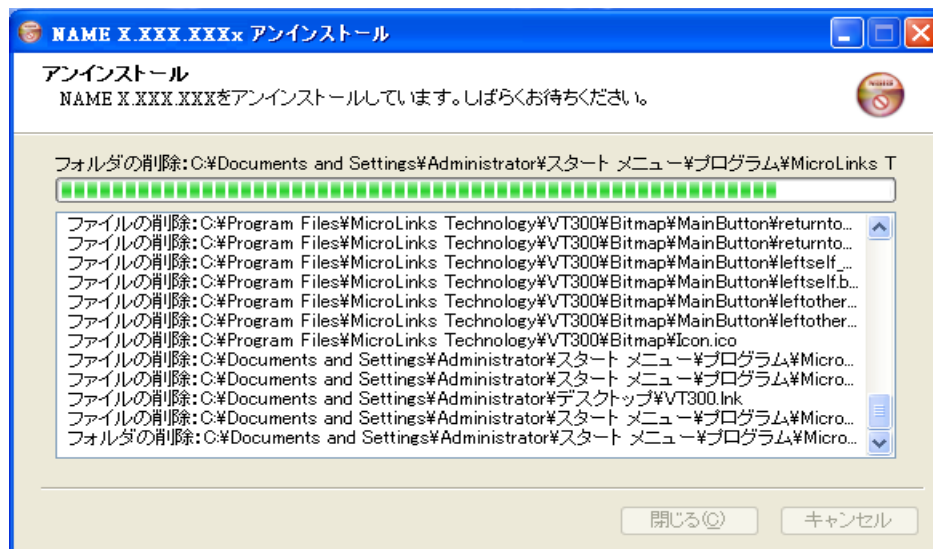 NAME X.XXX.XXXx アンインストール
アンインストール
NAME X.XXX.XXXをアンインストールしています。しばらくお待ちください。
フォルダの削除:C:¥Documents and Settings¥Administrator¥スタート メニュー¥プログラム¥MicroLinks T
ファイルの削除:C:¥Program Files¥MicroLinks Technology¥VT300¥Bitmap¥MainButton¥returnto...
ファイルの削除:C:¥Program Files¥MicroLinks Technology¥VT300¥Bitmap¥MainButton¥returnto...
ファイルの削除:C:¥Program Files¥MicroLinks Technology¥VT300¥Bitmap¥MainButton¥leftself_...
ファイルの削除:C:¥Program Files¥MicroLinks Technology¥VT300¥Bitmap¥MainButton¥leftself.b...
ファイルの削除:C:¥Program Files¥MicroLinks Technology¥VT300¥Bitmap¥MainButton¥leftother...
ファイルの削除:C:¥Program Files¥MicroLinks Technology¥VT300¥Bitmap¥MainButton¥leftother...
ファイルの削除:C:¥Program Files¥MicroLinks Technology¥VT300¥Bitmap¥Icon.ico
ファイルの削除:C:¥Documents and Settings¥Administrator¥スタート メニュー¥プログラム¥Micro...
ファイルの削除:C:¥Documents and Settings¥Administrator¥スタート メニュー¥プログラム¥Micro...
ファイルの削除:C:¥Documents and Settings¥Administrator¥デスクトップ¥VT300.lnk
ファイルの削除:C:¥Documents and Settings¥Administrator¥スタート メニュー¥プログラム¥Micro...
フォルダの削除:C:¥Documents and Settings¥Administrator¥スタート メニュー¥プログラム¥Micro...
閉じる(C)
キャンセル